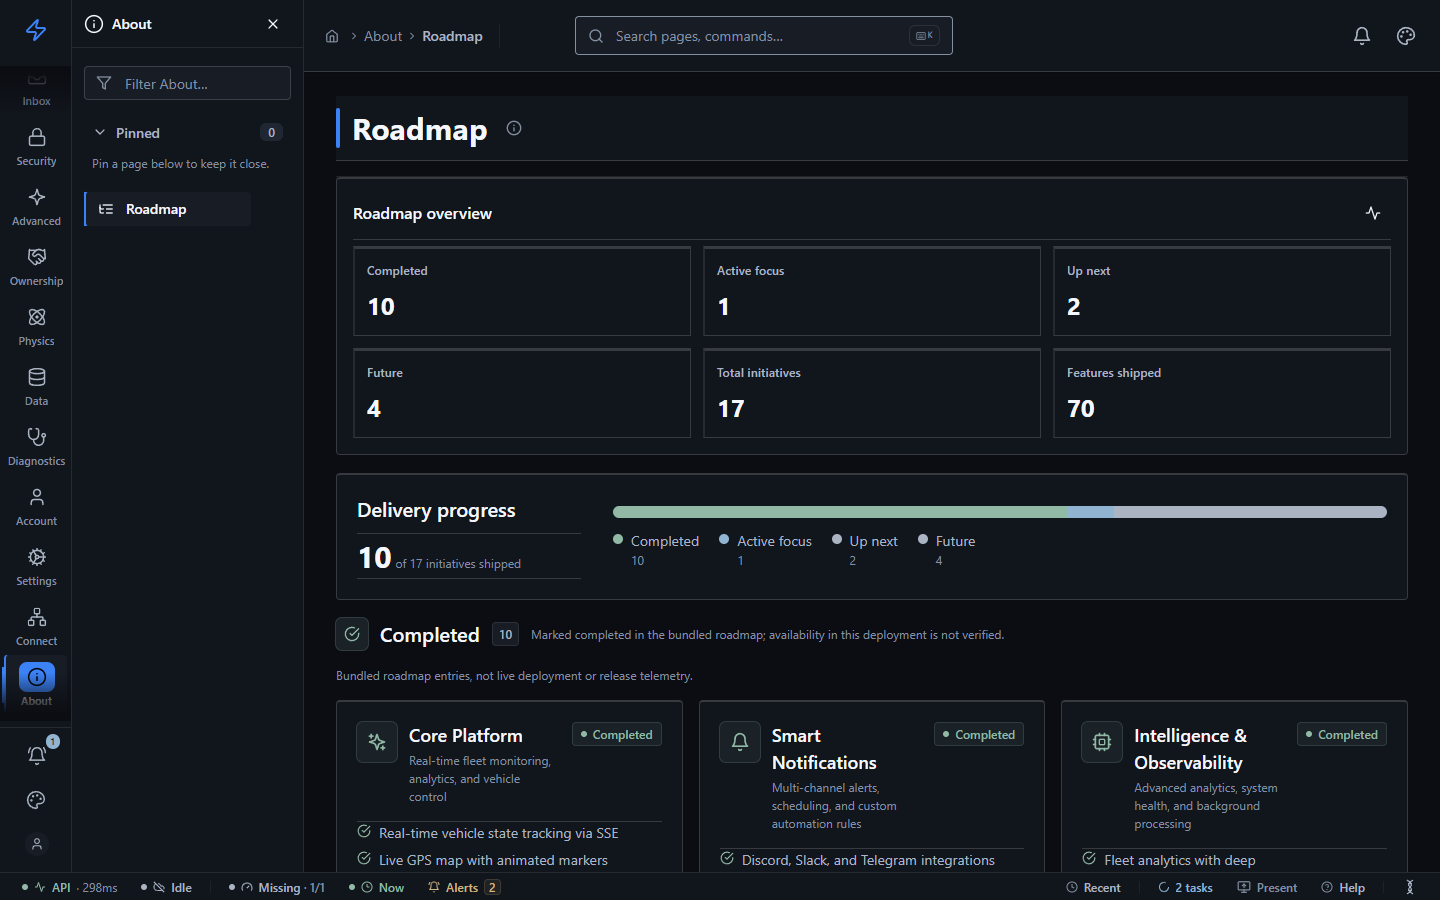 About
About
Roadmap
Search pages, commands...
K
Inbox
Security
Advanced
Ownership
Physics
Data
Diagnostics
Account
Settings
Connect
About
1
Filter About...
Pinned
0
Pin a page below to keep it close.
Roadmap
Roadmap
Roadmap overview
Completed
10
Active focus
1
Up next
2
Future
4
Total initiatives
17
Features shipped
70
Delivery progress
10 of 17 initiatives shipped
Completed
10
Active focus
1
Up next
2
Future
4
Completed 10 Marked completed in the bundled roadmap; availability in this deployment is not verified.
Bundled roadmap entries, not live deployment or release telemetry.
Core Platform
Completed
Real-time fleet monitoring,
analytics, and vehicle
control
Real-time vehicle state tracking via SSE
Live GPS map with animated markers
Smart
Notifications
Completed
Multi-channel alerts,
scheduling, and custom
automation rules
Discord, Slack, and Telegram integrations
Intelligence &
Observability
Completed
Advanced analytics, system
health, and background
processing
Fleet analytics with deep
API · 298ms
Idle
Missing · 1/1
Now
Alerts 2
Recent
2 tasks
Present
Help